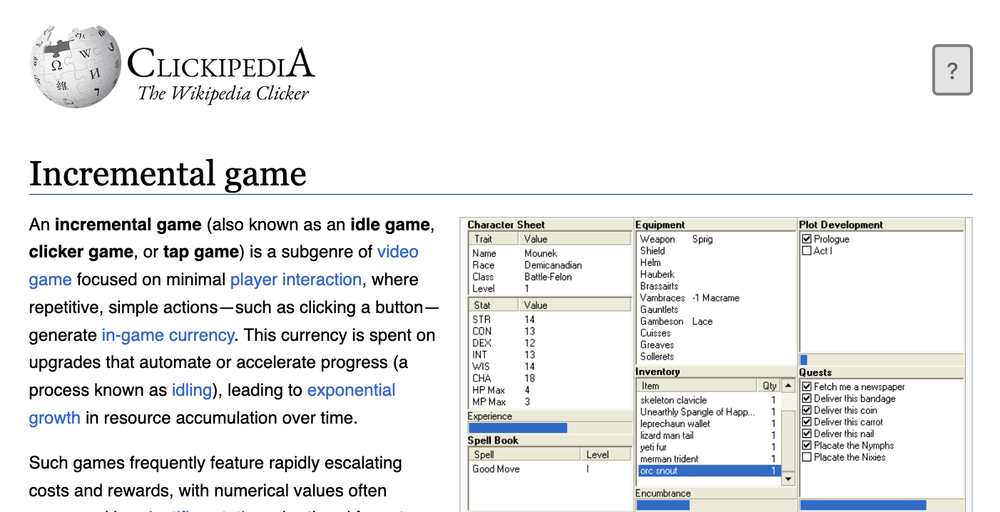 CLICKIPEDIA
The Wikipedia Clicker
?
Incremental game
An incremental game (also known as an idle game,
clicker game, or tap game) is a subgenre of video
game focused on minimal player interaction, where
repetitive, simple actions—such as clicking a button—
generate in-game currency. This currency is spent on
upgrades that automate or accelerate progress (a
process known as idling), leading to exponential
growth in resource accumulation over time.
Such games frequently feature rapidly escalating
costs and rewards, with numerical values often
Character Sheet
Trait Value
Name Mounek
Race Demicanadian
Class Battle-Felon
Level 1
Stat Value
STR 14
CON 13
DEX 12
INT 13
WIS 14
CHA 18
HP Max 4
MP Max 3
Experience
Spell Book
Spell Level
Good Move I
Equipment
Weapon Sprig
Shield
Helm
Hauberk
Brassairts
Vambraces -1 Macrame
Gauntlets
Gambeson Lace
Cuisses
Greaves
Sollerets
Inventory
Item Qty
skeleton clavicle 1
Unearthly Spangle of Happ... 1
leprechaun wallet 1
lizard man tail 1
yeti fur 1
merman trident 1
orc snout 1
Encumbrance
Plot Development
Prologue
Act I
Quests
Fetch me a newspaper
Deliver this bandage
Deliver this coin
Deliver this carrot
Deliver this nail
Placate the Nymphs
Placate the Nixies